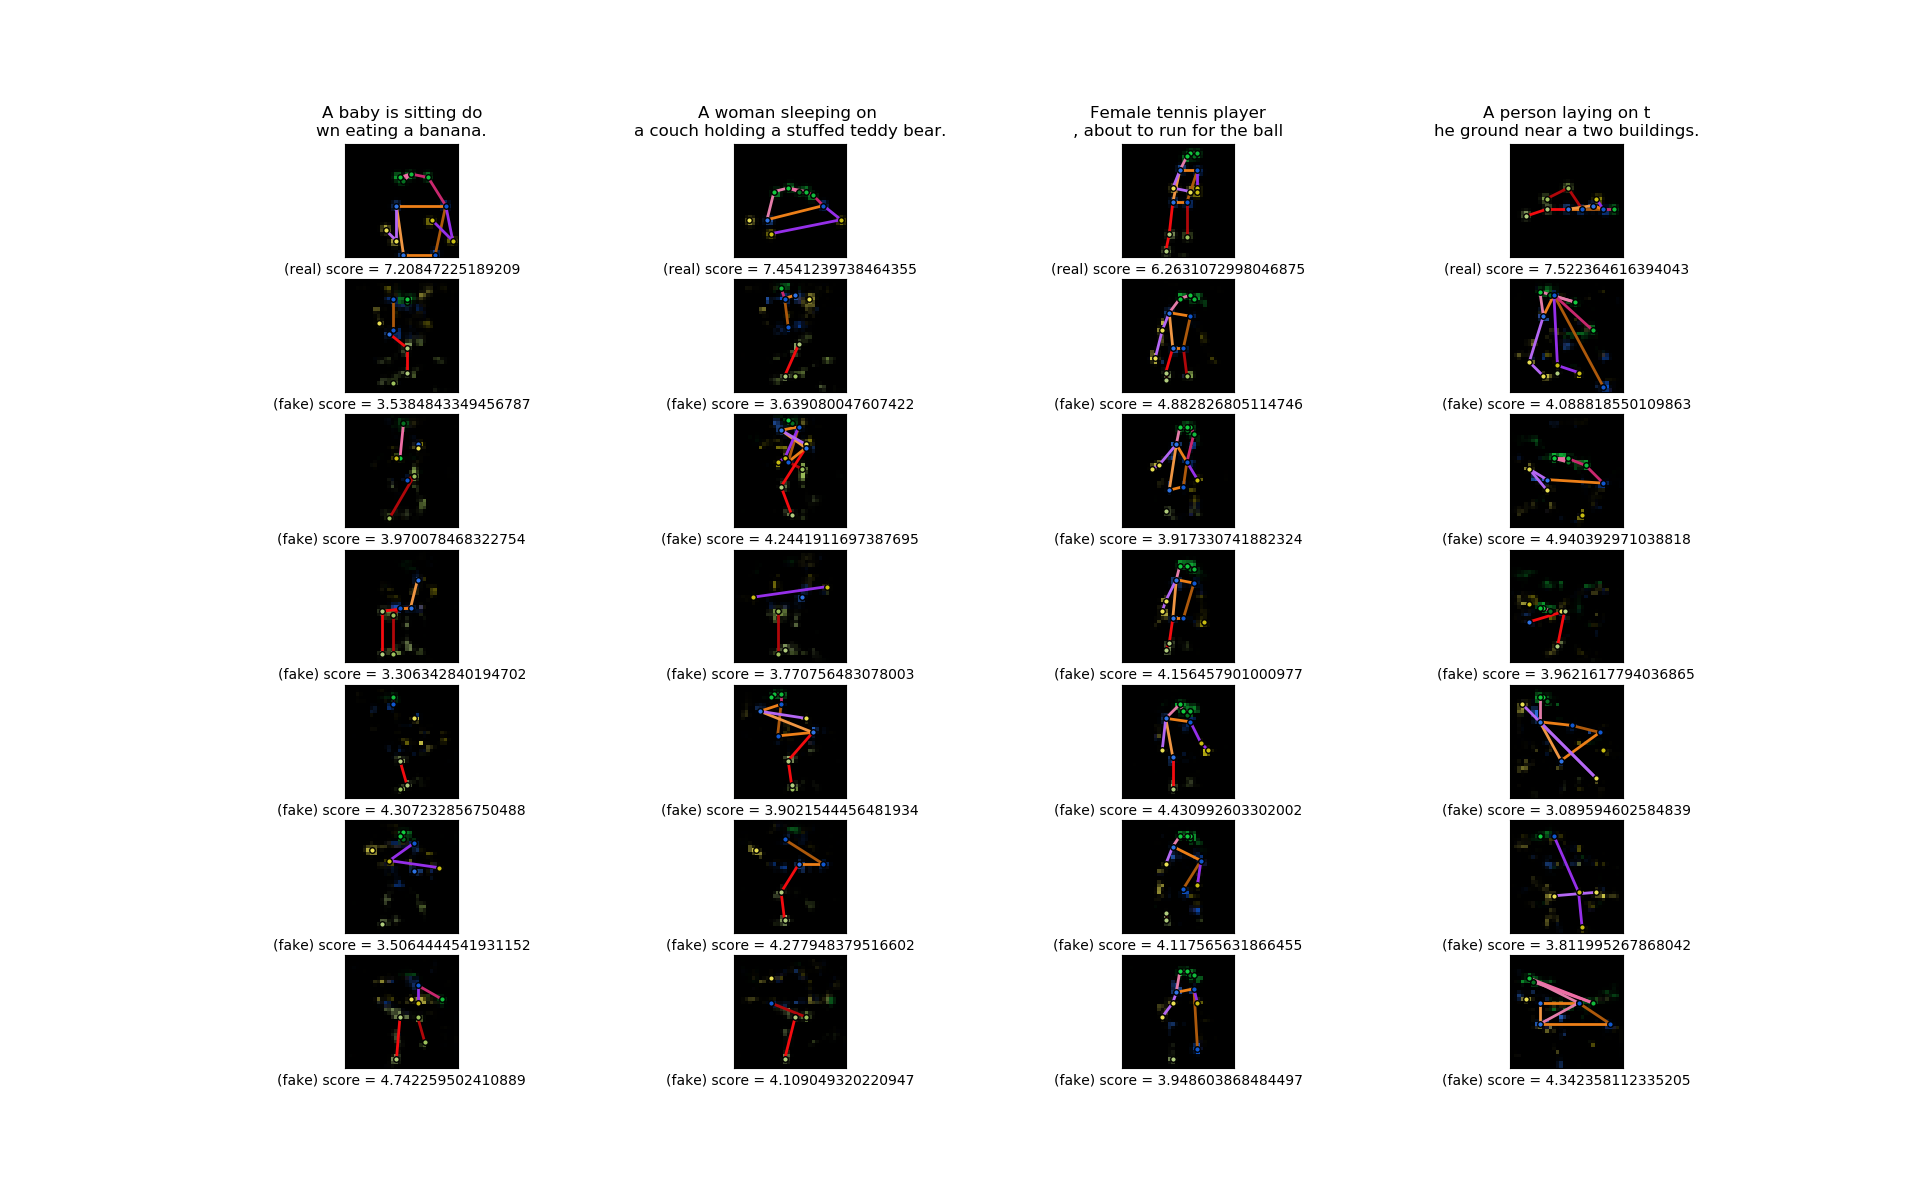 A baby is sitting do
wn eating a banana.
A woman sleeping on
a couch holding a stuffed teddy bear.
Female tennis player
, about to run for the ball
A person laying on t
he ground near a two buildings.
(real) score = 7.20847225189209
(real) score = 7.4541239738464355
(real) score = 6.2631072998046875
(real) score = 7.522364616394043
(fake) score = 3.5384843349456787
(fake) score = 3.639080047607422
(fake) score = 4.882826805114746
(fake) score = 4.088818550109863
(fake) score = 3.970078468322754
(fake) score = 4.2441911697387695
(fake) score = 3.917330741882324
(fake) score = 4.940392971038818
(fake) score = 3.306342840194702
(fake) score = 3.770756483078003
(fake) score = 4.156457901000977
(fake) score = 3.9621617794036865
(fake) score = 4.307232856750488
(fake) score = 3.9021544456481934
(fake) score = 4.430992603302002
(fake) score = 3.089594602584839
(fake) score = 3.5064444541931152
(fake) score = 4.277948379516602
(fake) score = 4.117565631866455
(fake) score = 3.811995267868042
(fake) score = 4.742259502410889
(fake) score = 4.109049320220947
(fake) score = 3.948603868484497
(fake) score = 4.342358112335205